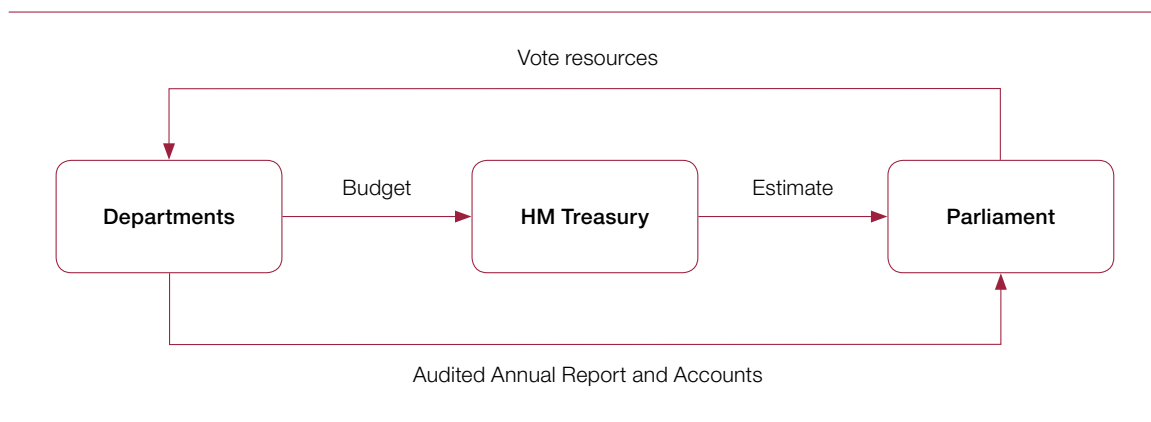 Vote resources
Budget
Estimate
Departments
HM Treasury
Parliament
Audited Annual Report and Accounts